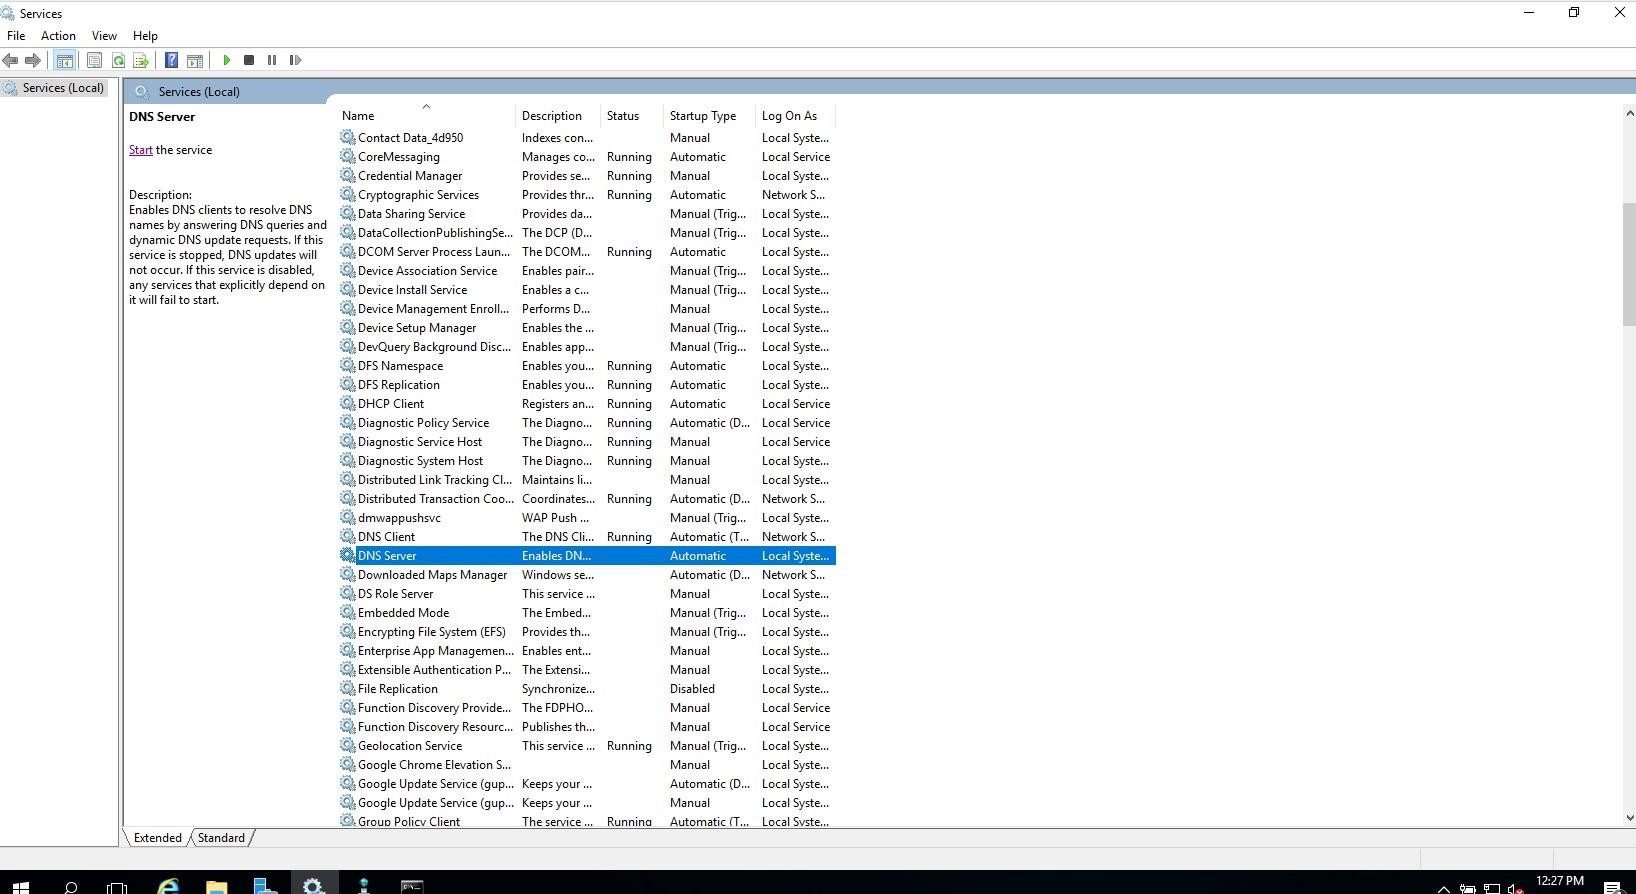 Services
File Action View Help
Services (Local)
Services (Local)
DNS Server
Start the service
Description:
Enables DNS clients to resolve DNS
names by answering DNS queries and
dynamic DNS update requests. If this
service is stopped, DNS updates will
not occur. If this service is disabled,
any services that explicitly depend on
it will fail to start.
Name Description Status Startup Type Log On As
Contact Data_4d950 Indexes con... Manual Local Syste...
CoreMessaging Manages co... Running Automatic Local Service
Credential Manager Provides se... Running Manual Local Syste...
Cryptographic Services Provides thr... Running Automatic Network S...
Data Sharing Service Provides da... Manual (Trig... Local Syste...
DataCollectionPublishingSe... The DCP (D... Manual (Trig... Local Syste...
DCOM Server Process Laun... The DCOM... Running Automatic Local Syste...
Device Association Service Enables pair... Manual (Trig... Local Syste...
Device Install Service Enables a c... Manual (Trig... Local Syste...
Device Management Enroll... Performs D... Manual Local Syste...
Device Setup Manager Enables the ... Manual (Trig... Local Syste...
DevQuery Background Disc... Enables app... Manual (Trig... Local Syste...
DFS Namespace Enables you... Running Automatic Local Syste...
DFS Replication Enables you... Running Automatic Local Syste...
DHCP Client Registers an... Running Automatic Local Service
Diagnostic Policy Service The Diagno... Running Automatic (D... Local Service
Diagnostic Service Host The Diagno... Running Manual Local Service
Diagnostic System Host The Diagno... Running Manual Local Syste...
Distributed Link Tracking Cl... Maintains li... Manual Local Syste...
Distributed Transaction Coo... Coordinates... Running Automatic (D... Network S...
dmwappushsvc WAP Push ... Manual (Trig... Local Syste...
DNS Client The DNS Cli... Running Automatic (T... Network S...
DNS Server Enables DN... Automatic Local Syste...
Downloaded Maps Manager Windows se... Automatic (D... Network S...
DS Role Server This service ... Manual Local Syste...
Embedded Mode The Embed... Manual (Trig... Local Syste...
Encrypting File System (EFS) Provides th... Manual (Trig... Local Syste...
Enterprise App Managemen... Enables ent... Manual Local Syste...
Extensible Authentication P... The Extensi... Manual Local Syste...
File Replication Synchronize... Disabled Local Syste...
Function Discovery Provide... The FDPHO... Manual Local Service
Function Discovery Resourc... Publishes th... Manual Local Service
Geolocation Service This service ... Running Manual (Trig... Local Syste...
Google Chrome Elevation S... Manual Local Syste...
Google Update Service (gup... Keeps your ... Automatic (D... Local Syste...
Google Update Service (gup... Keeps your ... Manual Local Syste...
Group Policy Client The service ... Running Automatic (T... Local Syste...
Extended Standard
12:27 PM